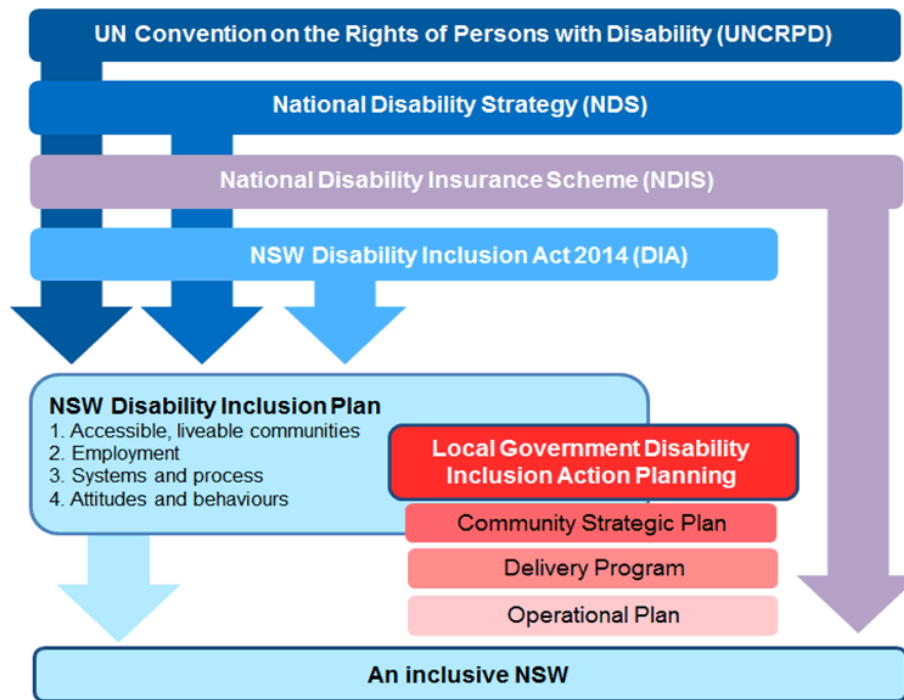 UN Convention on the Rights of Persons with Disability (UNCRPD)
National Disability Strategy (NDS)
National Disability Insurance Scheme (NDIS)
NSW Disability Inclusion Act 2014 (DIA)
NSW Disability Inclusion Plan
1. Accessible, liveable communities
2. Employment
3. Systems and process
4. Attitudes and behaviours
Local Government Disability
Inclusion Action Planning
Community Strategic Plan
Delivery Program
Operational Plan
An inclusive NSW